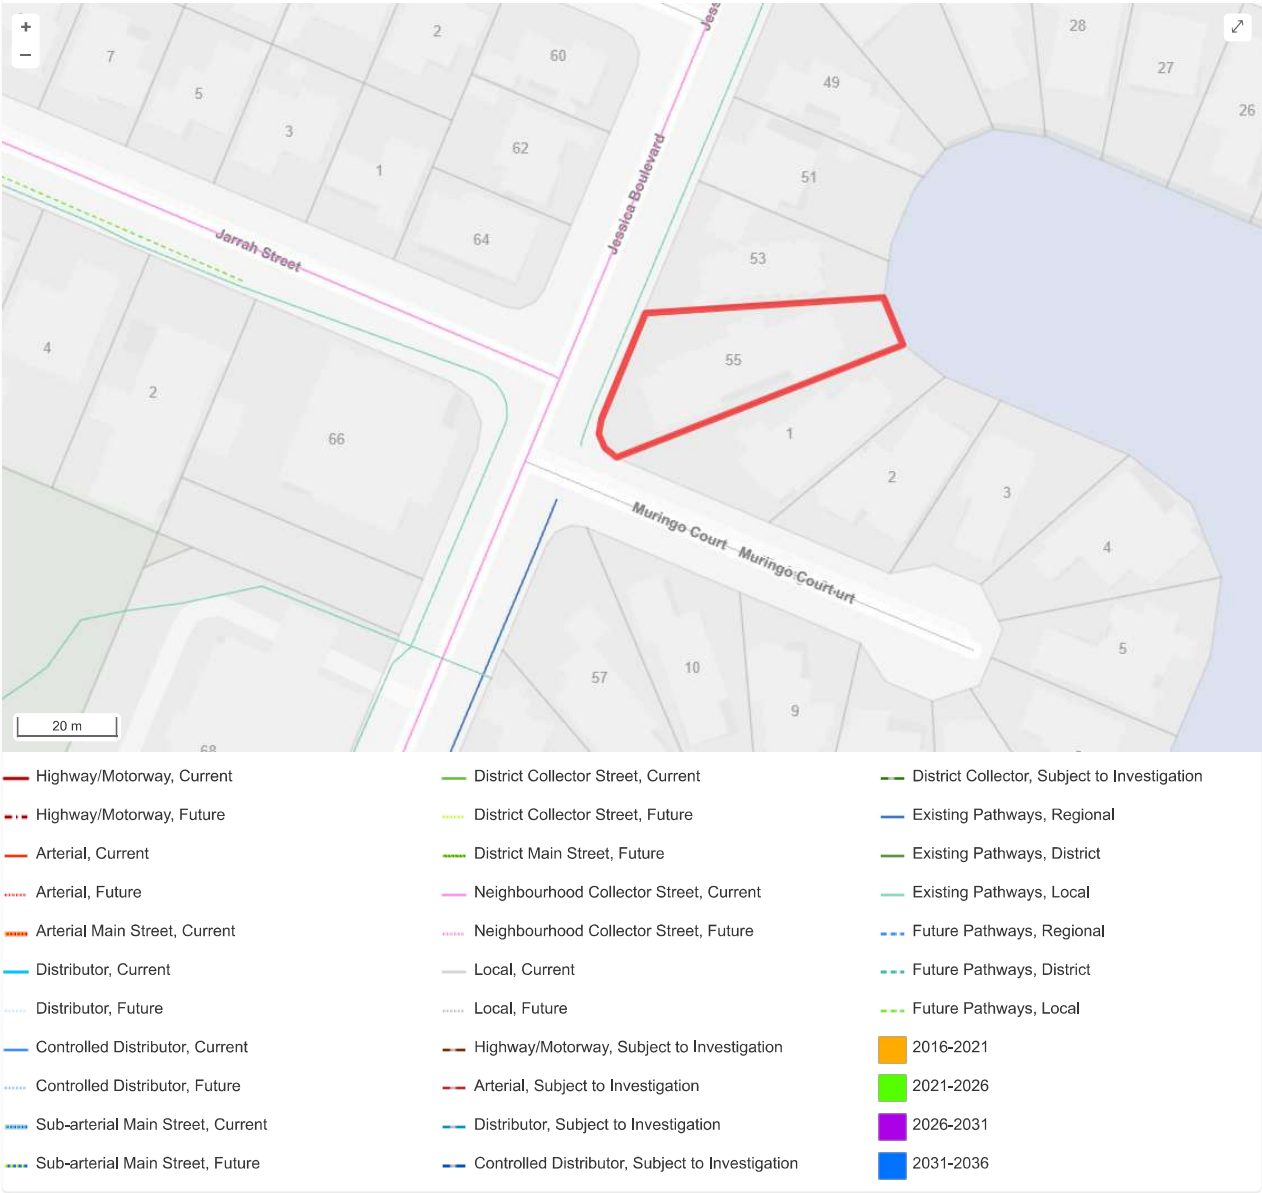 +
−
Jess
2
28
7
60
27
49
5
26
3
62
1
51
Jessica Boulevard
64
Jarrah Street
53
4
55
2
66
1
2
3
Muringo Court
Muringo Court
urt
4
5
57
10
9
20 m
68
Highway/Motorway, Current
Highway/Motorway, Future
Arterial, Current
Arterial, Future
Arterial Main Street, Current
Distributor, Current
Distributor, Future
Controlled Distributor, Current
Controlled Distributor, Future
Sub-arterial Main Street, Current
Sub-arterial Main Street, Future
District Collector Street, Current
District Collector Street, Future
District Main Street, Future
Neighbourhood Collector Street, Current
Neighbourhood Collector Street, Future
Local, Current
Local, Future
Highway/Motorway, Subject to Investigation
Arterial, Subject to Investigation
Distributor, Subject to Investigation
Controlled Distributor, Subject to Investigation
District Collector, Subject to Investigation
Existing Pathways, Regional
Existing Pathways, District
Existing Pathways, Local
Future Pathways, Regional
Future Pathways, District
Future Pathways, Local
2016-2021
2021-2026
2026-2031
2031-2036